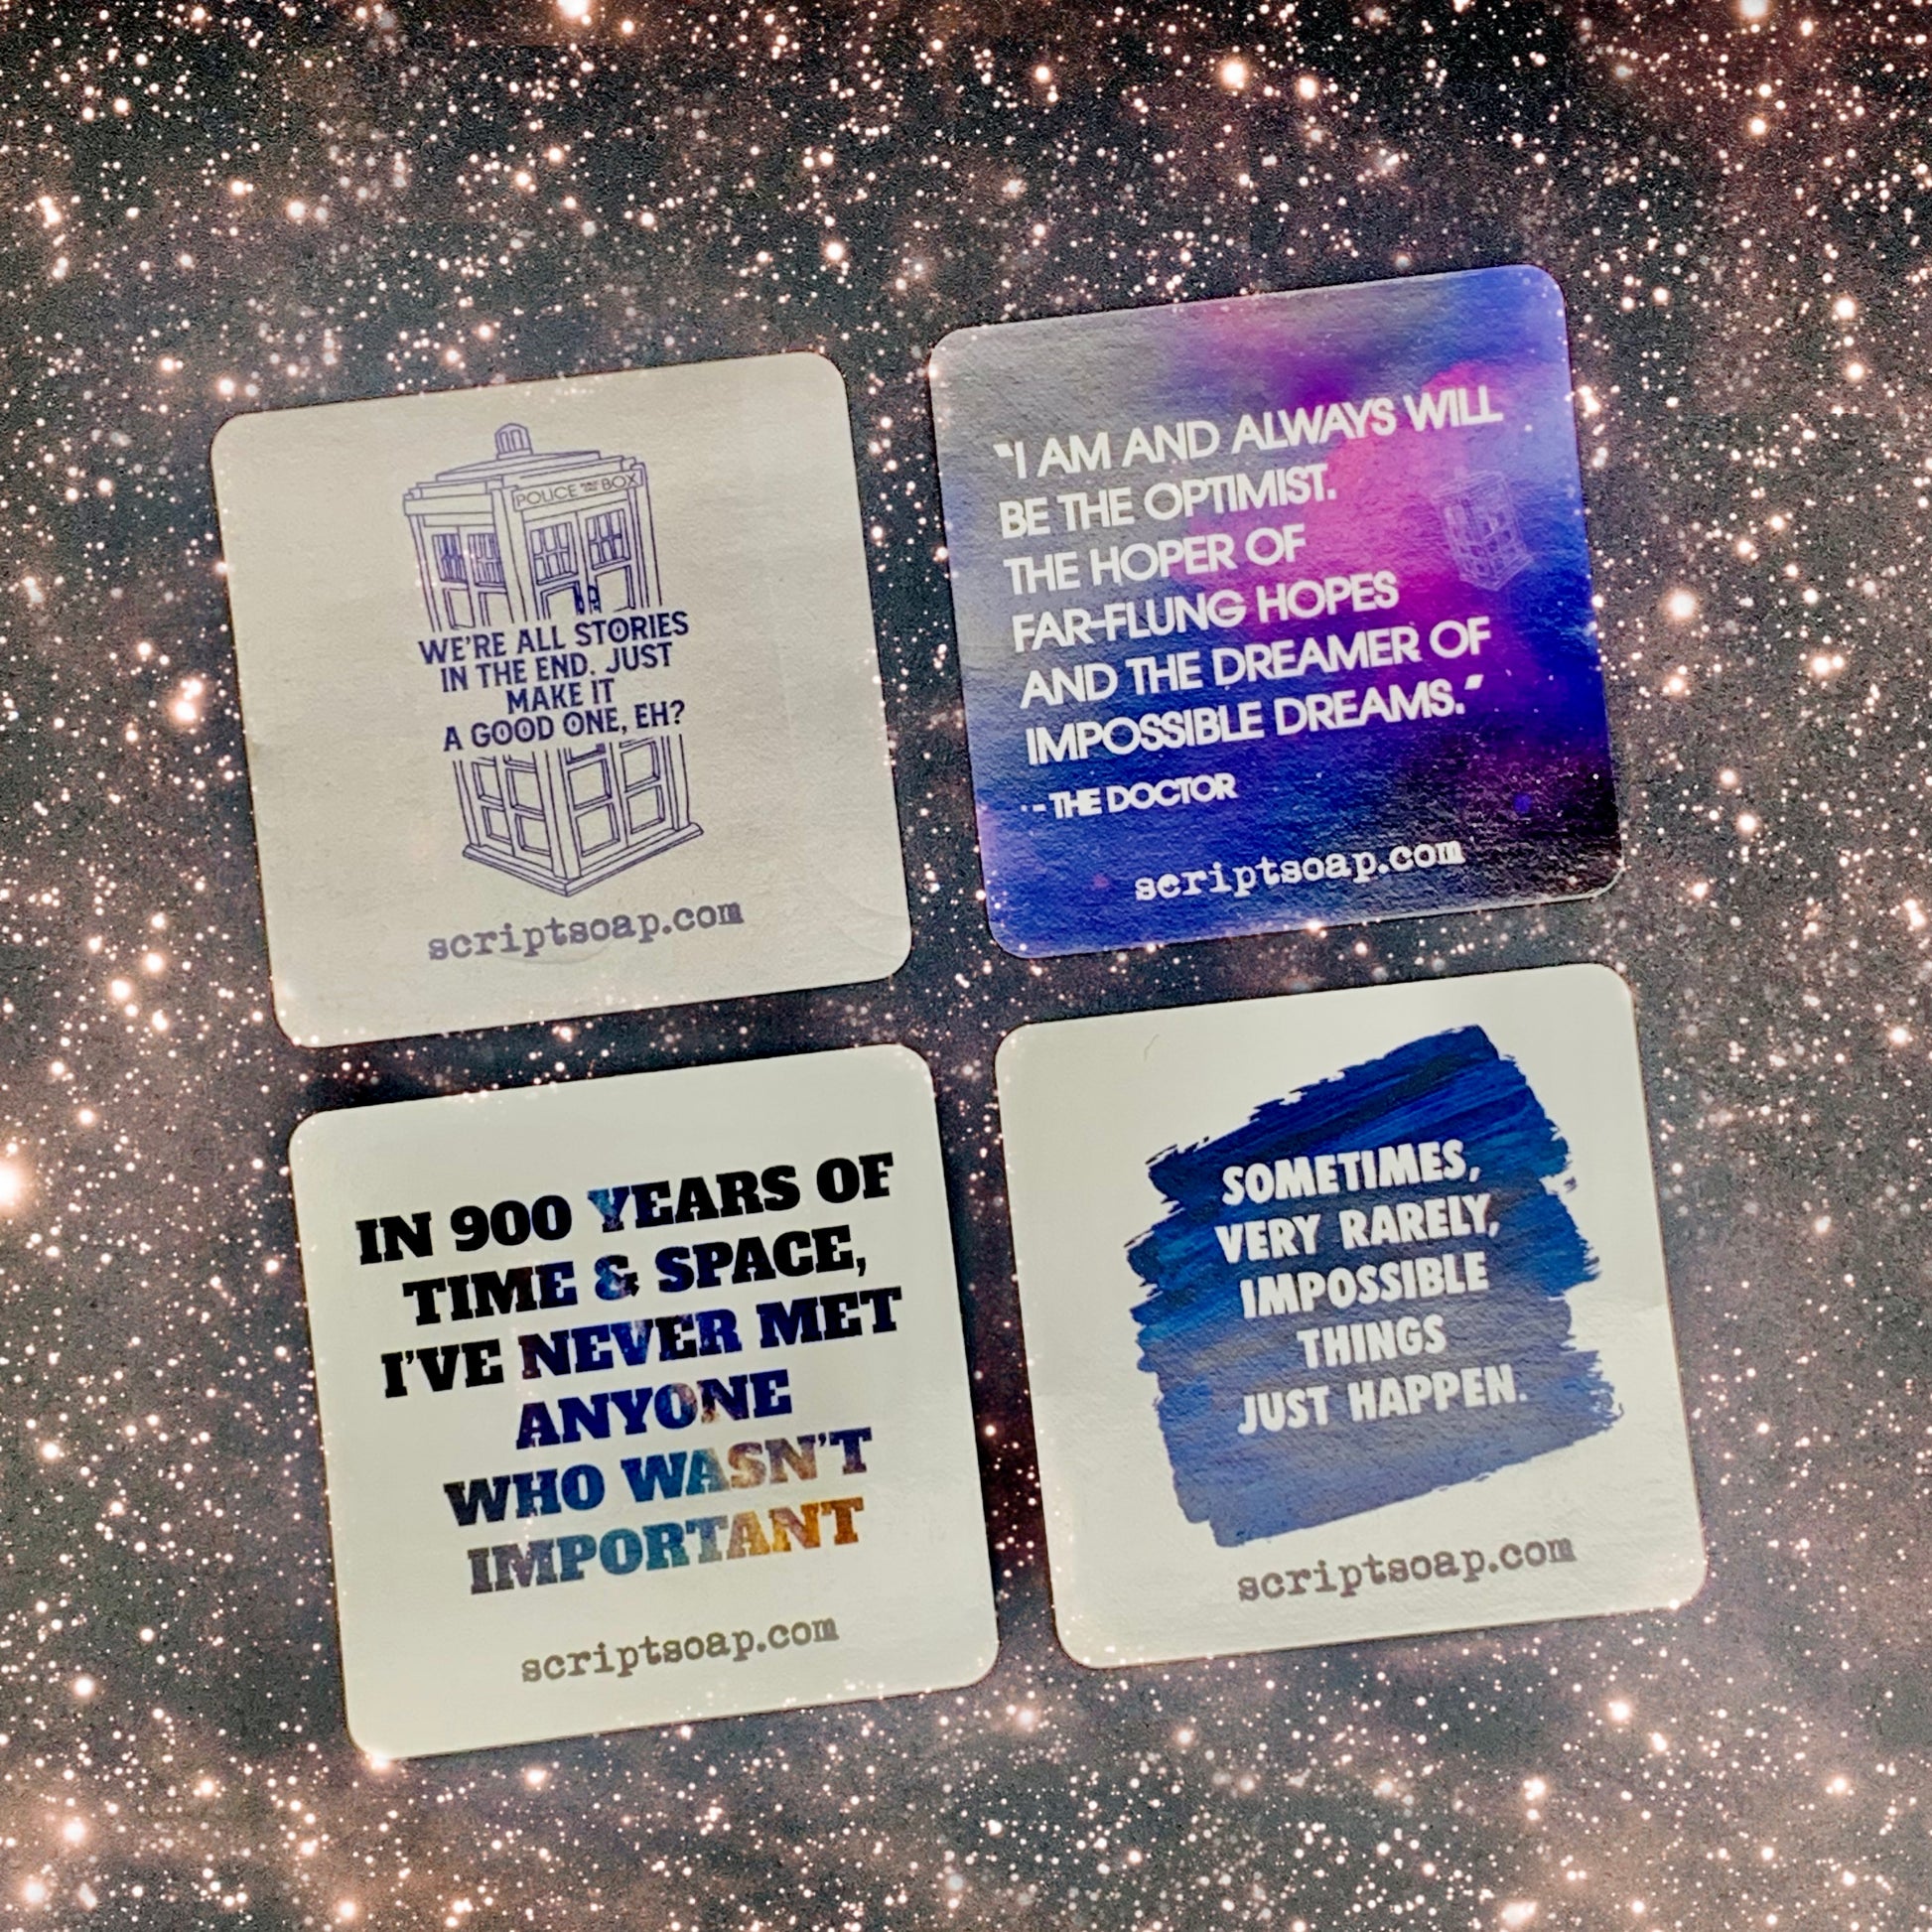 POLICE BOX
WE'RE ALL STORIES
IN THE END. JUST
MAKE IT
A GOOD ONE, EH?
scriptsoap.com
"I AM AND ALWAYS WILL
BE THE OPTIMIST.
THE HOPER OF
FAR-FLUNG HOPES
AND THE DREAMER OF
IMPOSSIBLE DREAMS."
- THE DOCTOR
scriptsoap.com
IN 900 YEARS OF
TIME & SPACE,
I'VE NEVER MET
ANYONE
WHO WASN'T
IMPORTANT
scriptsoap.com
SOMETIMES,
VERY RARELY,
IMPOSSIBLE
THINGS
JUST HAPPEN.
scriptsoap.com